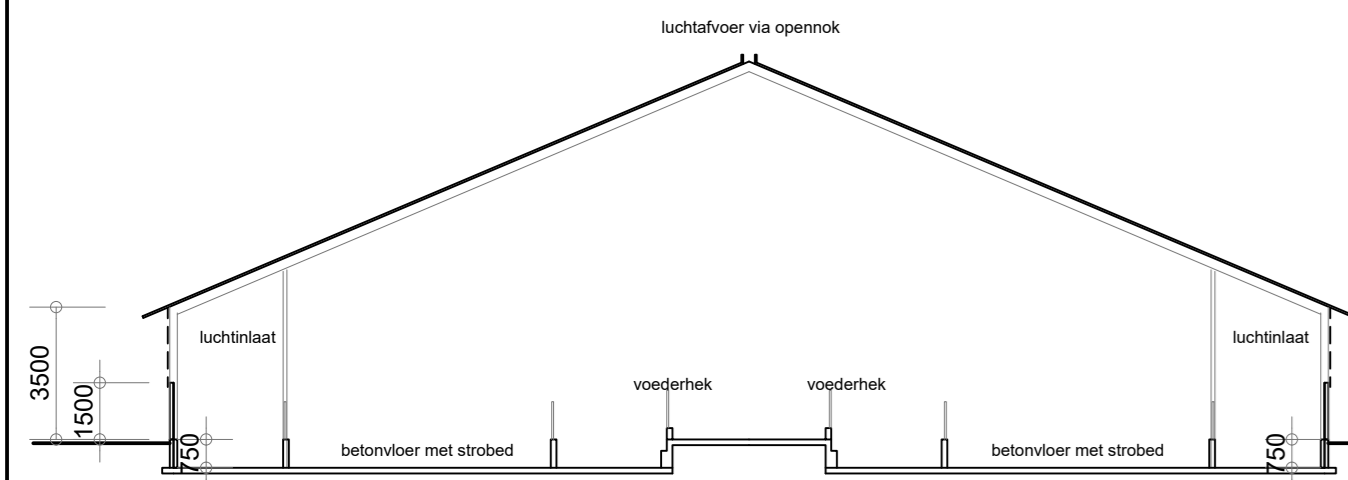 luchtafvoer via opennok
luchtinlaat
luchtinlaat
3500
1500
voederhek
voederhek
750
betonvloer met strobed
betonvloer met strobed
750